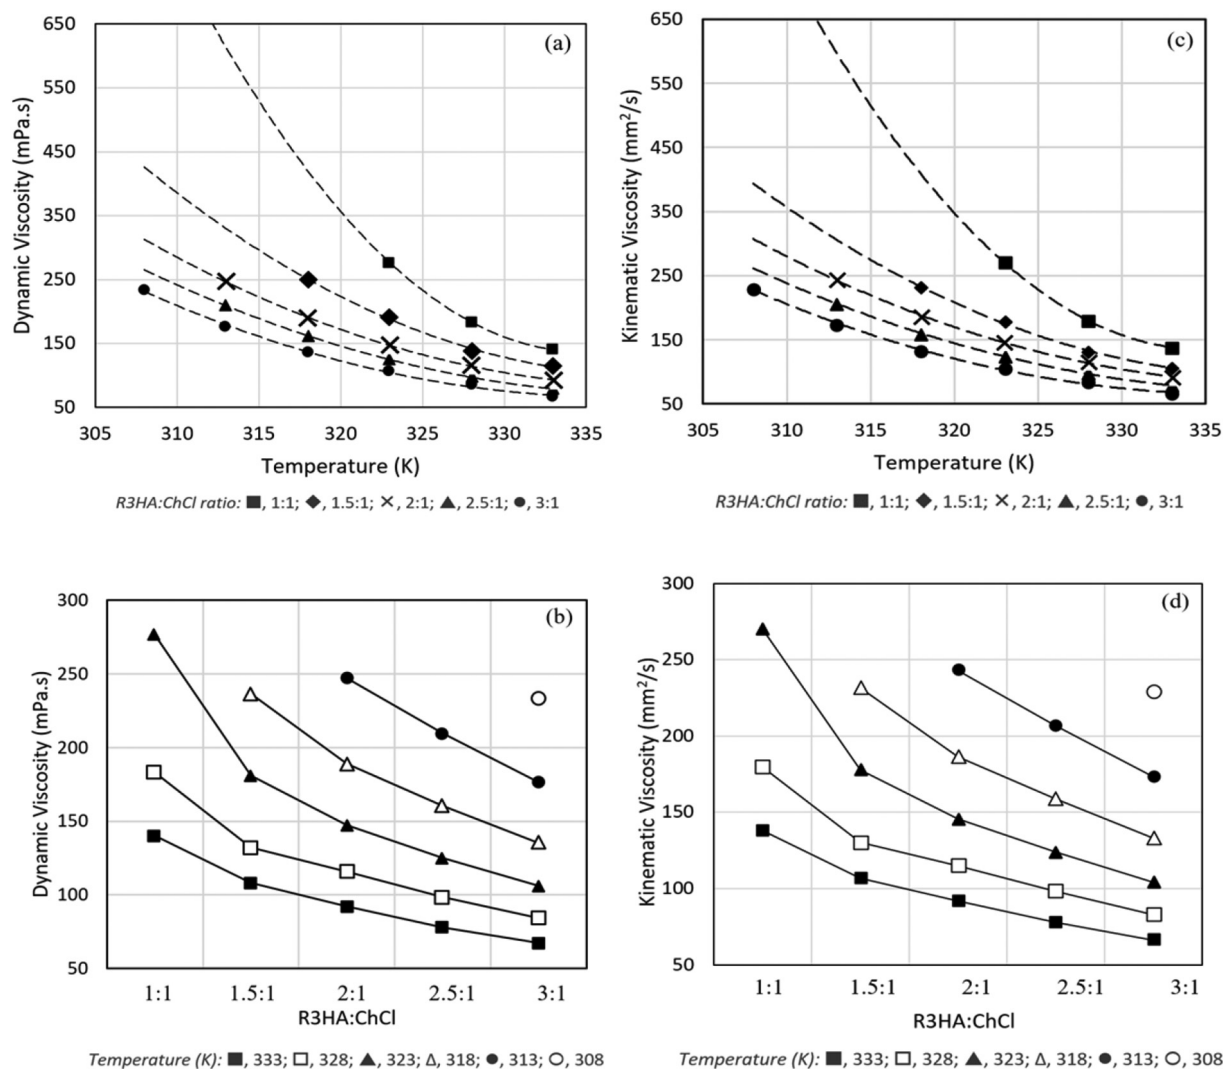 (a)
Dynamic Viscosity (mPa.s)
650
550
450
350
250
150
50
305 310 315 320 325 330 335
Temperature (K)
R3HA:ChCl ratio: ■, 1:1; ◆, 1.5:1; ✕, 2:1; ▲, 2.5:1; ●, 3:1
(c)
Kinematic Viscosity (mm²/s)
650
550
450
350
250
150
50
305 310 315 320 325 330 335
Temperature (K)
R3HA:ChCl ratio: ■, 1:1; ◆, 1.5:1; ✕, 2:1; ▲, 2.5:1; ●, 3:1
(b)
Dynamic Viscosity (mPa.s)
300
250
200
150
100
50
1:1 1.5:1 2:1 2.5:1 3:1
R3HA:ChCl
Temperature (K): ■, 333; □, 328; ▲, 323; Δ, 318; ●, 313; ○, 308
(d)
Kinematic Viscosity (mm²/s)
300
250
200
150
100
50
1:1 1.5:1 2:1 2.5:1 3:1
R3HA:ChCl
Temperature (K): ■, 333; □, 328; ▲, 323; Δ, 318; ●, 313; ○, 308